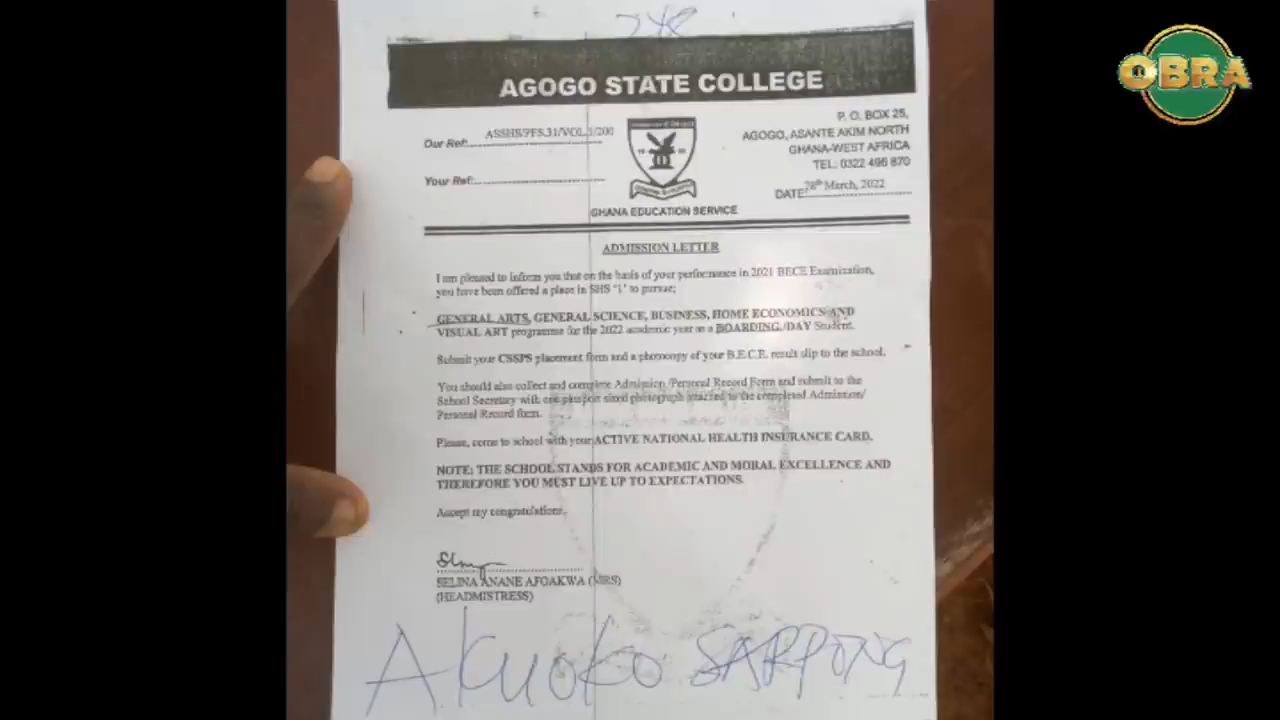 OBRA
AGOGO STATE COLLEGE
Our Ref: ASSHS/PF8.31/VOL.1/200
Your Ref:
P. O. BOX 25,
AGOGO, ASANTE AKIM NORTH
GHANA-WEST AFRICA
TEL: 0322 496 870
DATE: 28th March, 2022
GHANA EDUCATION SERVICE
ADMISSION LETTER
I am pleased to inform you that on the basis of your performance in 2021 BECE Examination,
you have been offered a place in SHS "1" to pursue;
GENERAL ARTS, GENERAL SCIENCE, BUSINESS, HOME ECONOMICS AND
VISUAL ART programme for the 2022 academic year as a BOARDING /DAY Student.
Submit your CSSPS placement form and a photocopy of your B.E.C.E. result slip to the school.
You should also collect and complete Admission /Personal Record Form and submit to the
School Secretary with one passport sized photograph attached to the completed Admission/
Personal Record form.
Please, come to school with your ACTIVE NATIONAL HEALTH INSURANCE CARD.
NOTE: THE SCHOOL STANDS FOR ACADEMIC AND MORAL EXCELLENCE AND
THEREFORE YOU MUST LIVE UP TO EXPECTATIONS.
Accept my congratulations.
SELINA ANANE AFOAKWA (MRS)
(HEADMISTRESS)
AKUOKO SARPONG